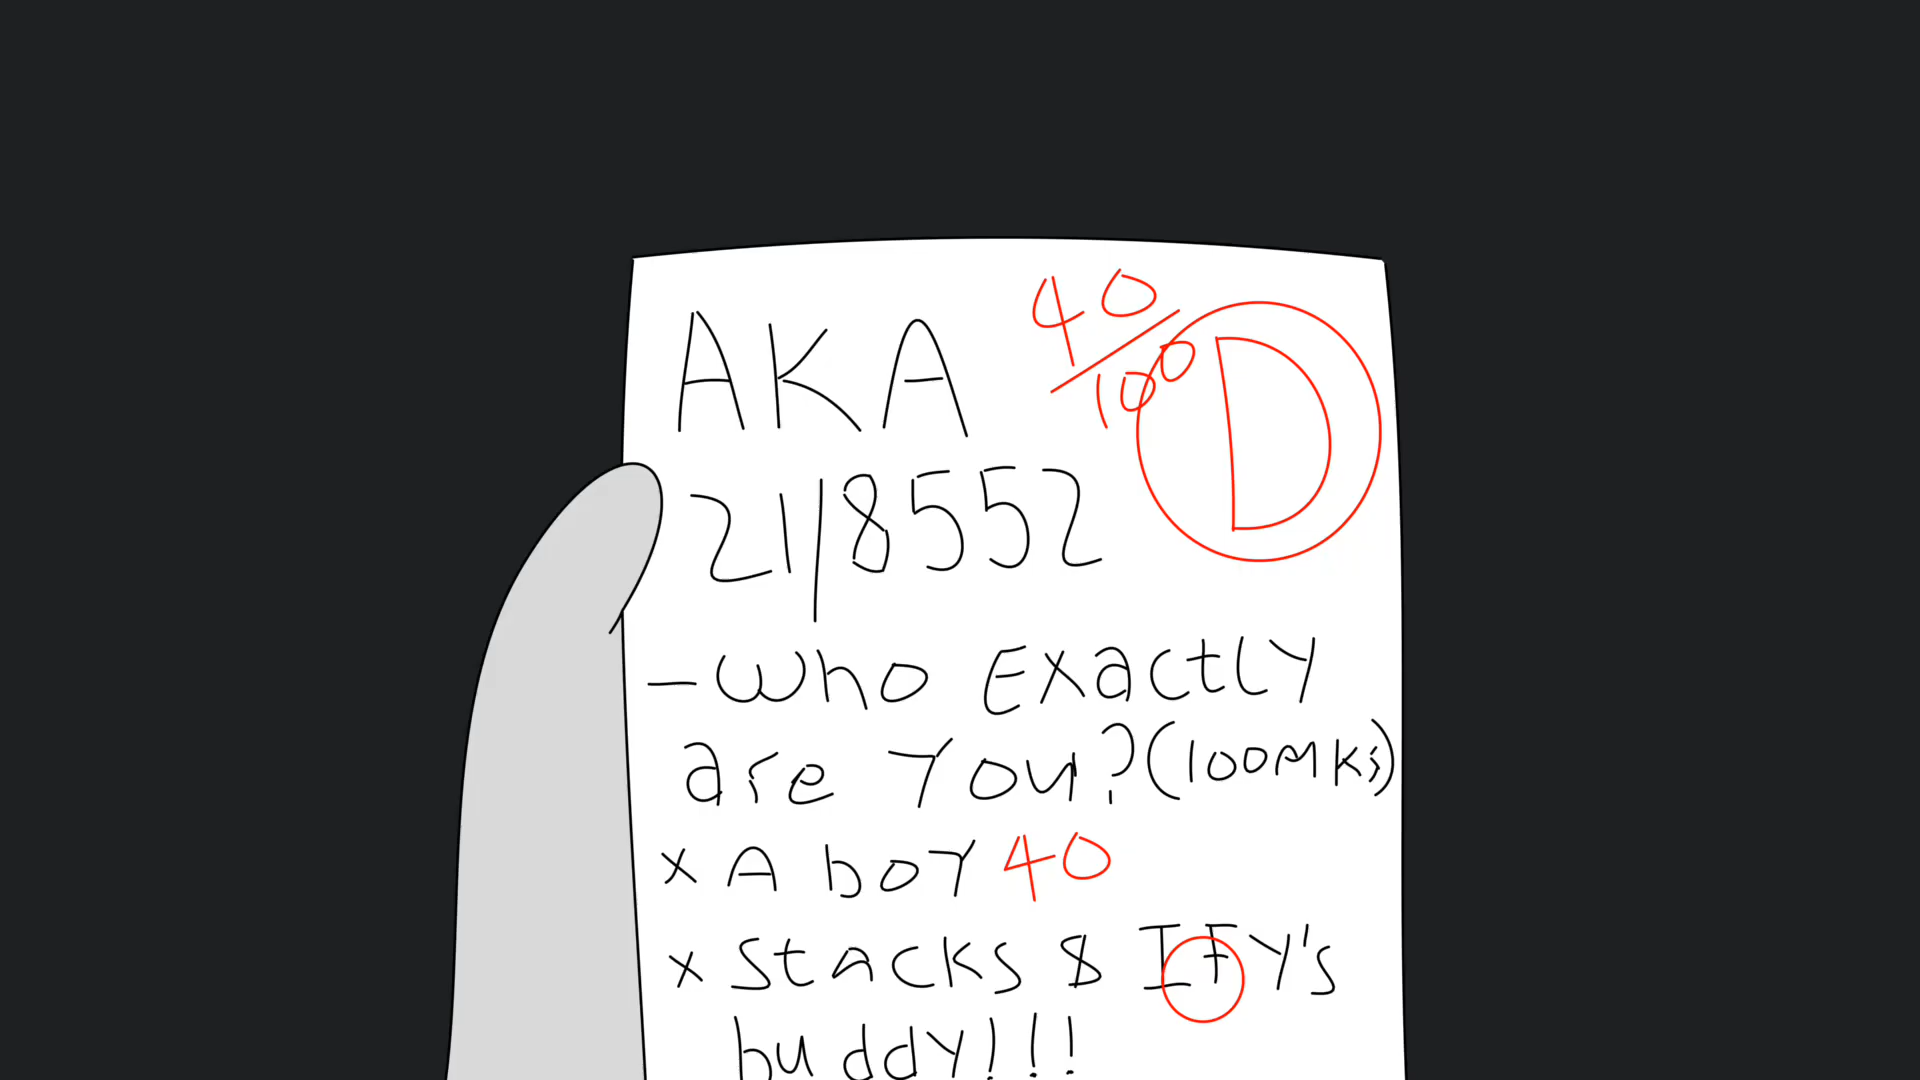 AKA 40/100 D
21/8552
-Who Exactly
are You? (100MKs)
x A boy 40
x Stacks & IFY's
buddy!!!